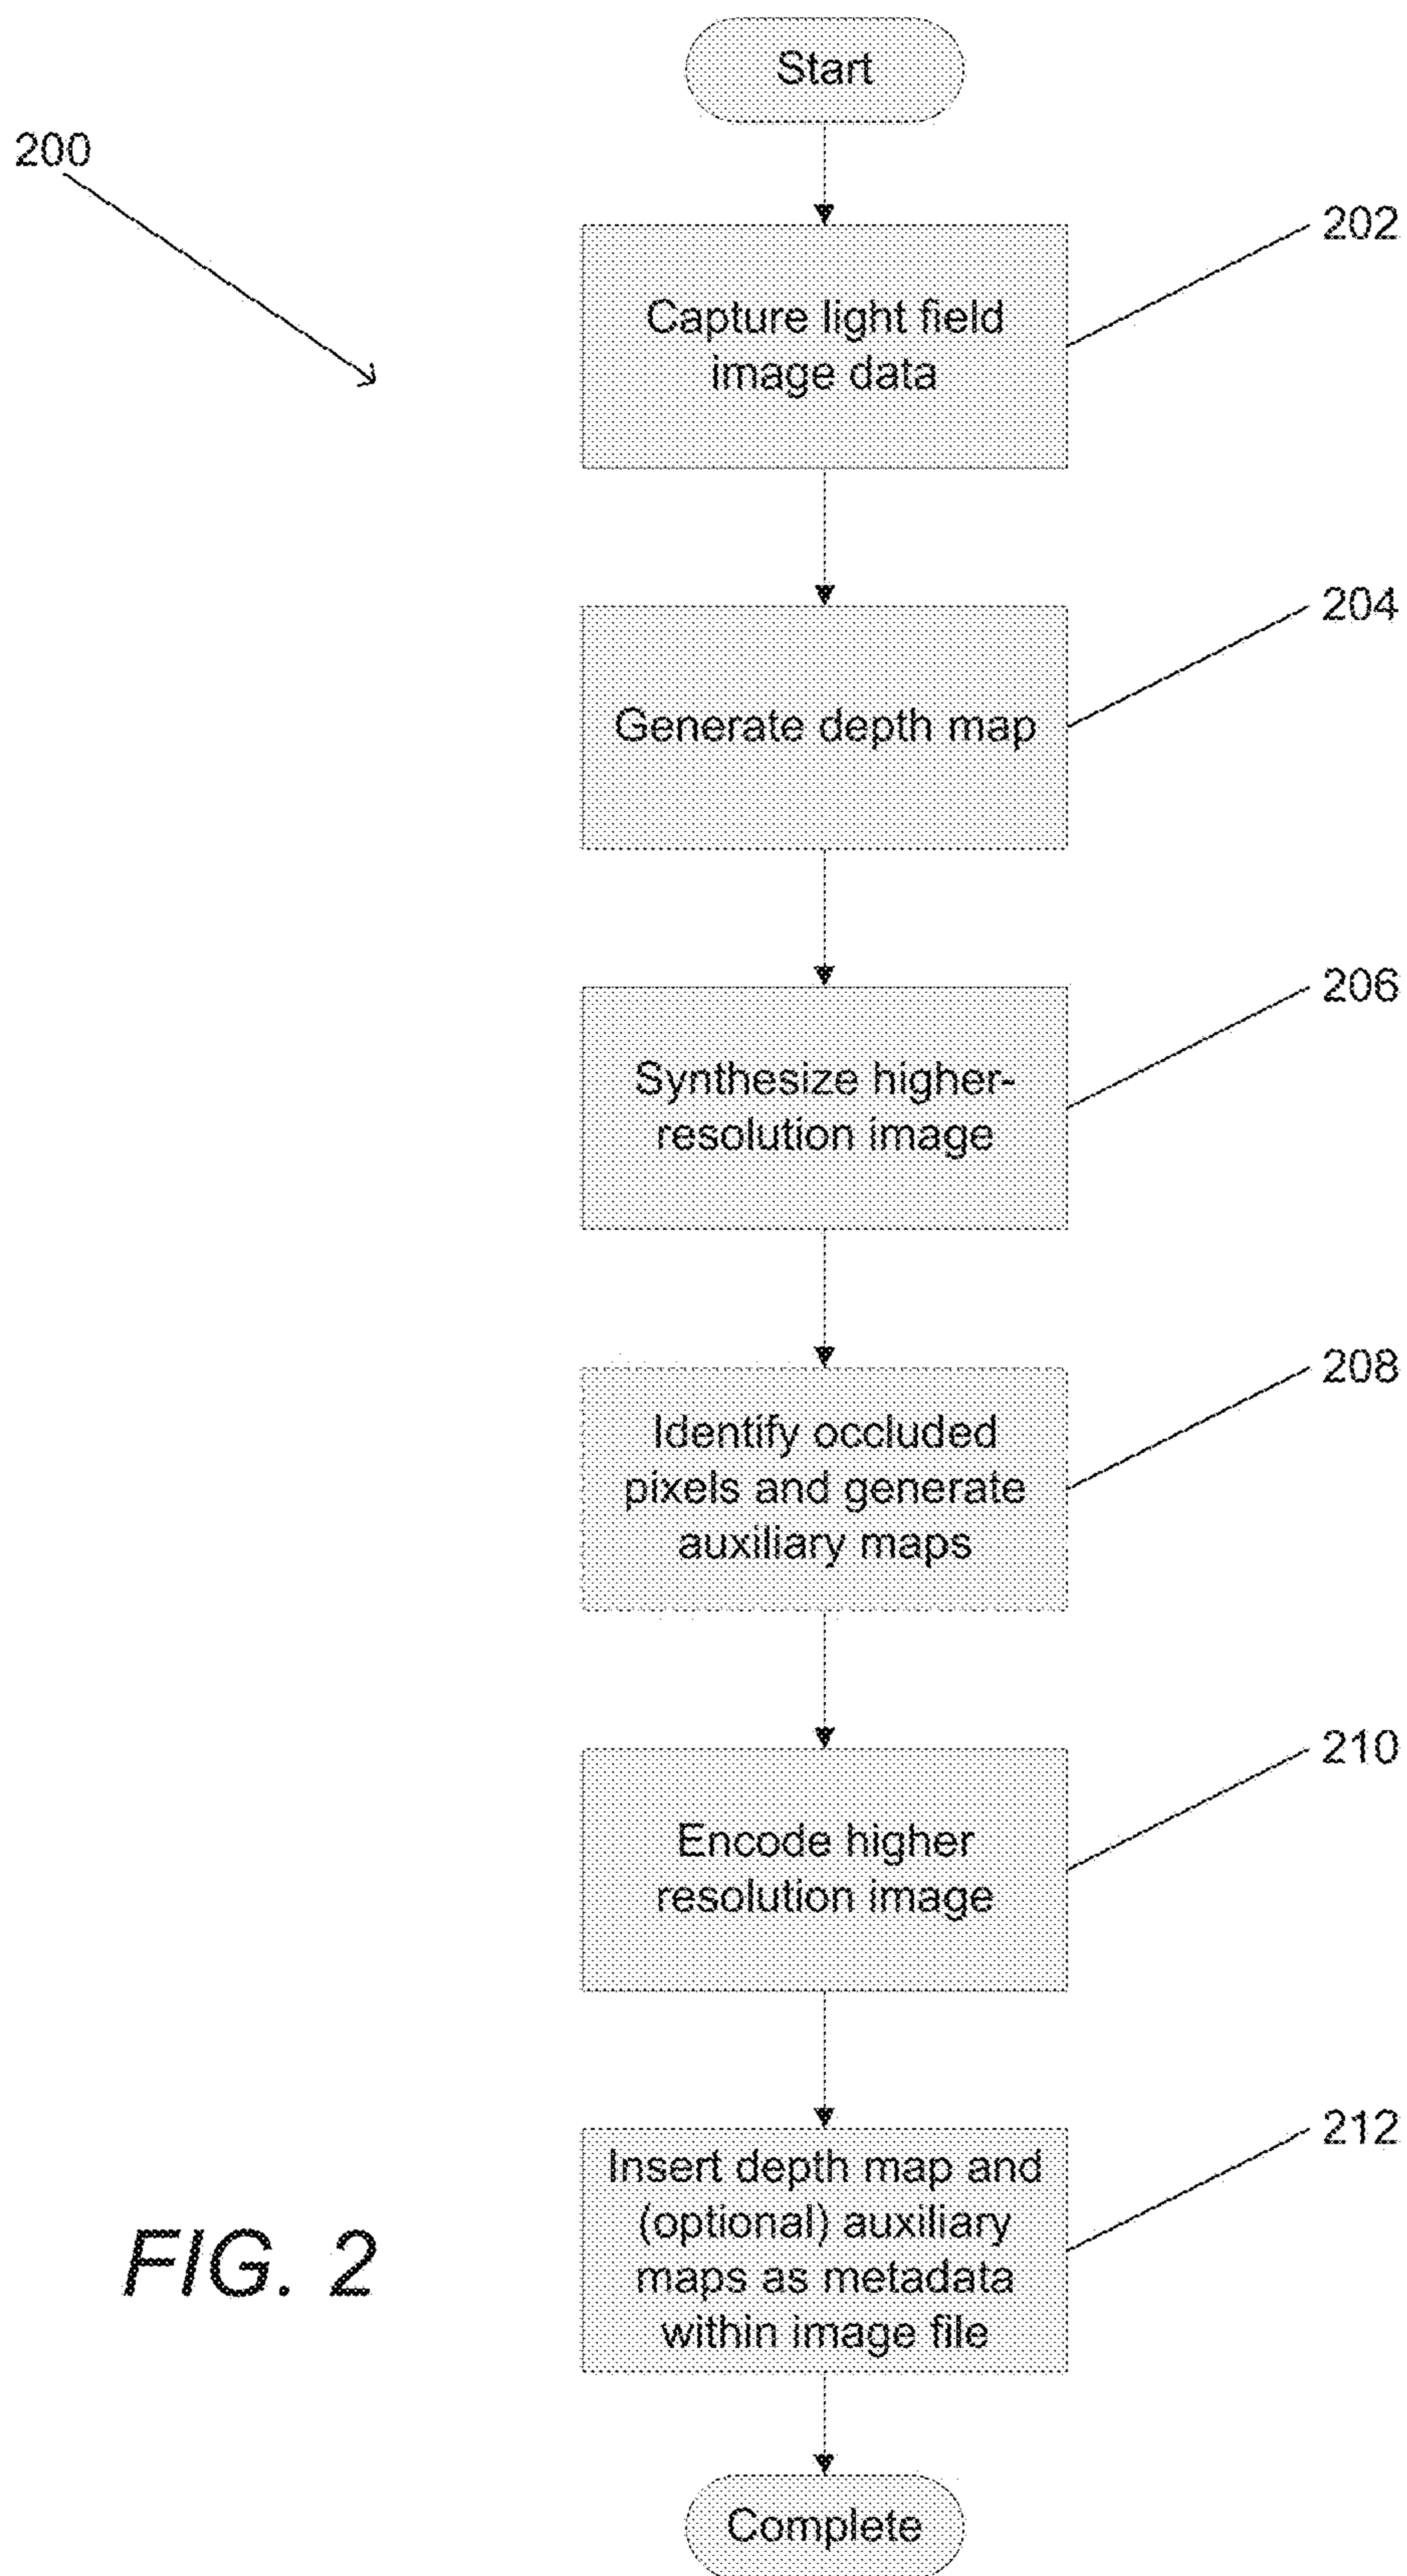 Start
200
202
Capture light field
image data
204
Generate depth map
206
Synthesize higher-
resolution image
208
Identify occluded
pixels and generate
auxiliary maps
210
Encode higher
resolution image
212
Insert depth map and
(optional) auxiliary
maps as metadata
within image file
FIG. 2
Complete